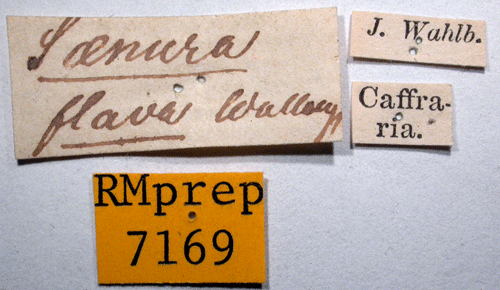 Sænura
flava Wallengr
J. Wahlb.
Caffra-
ria.
RMprep
7169